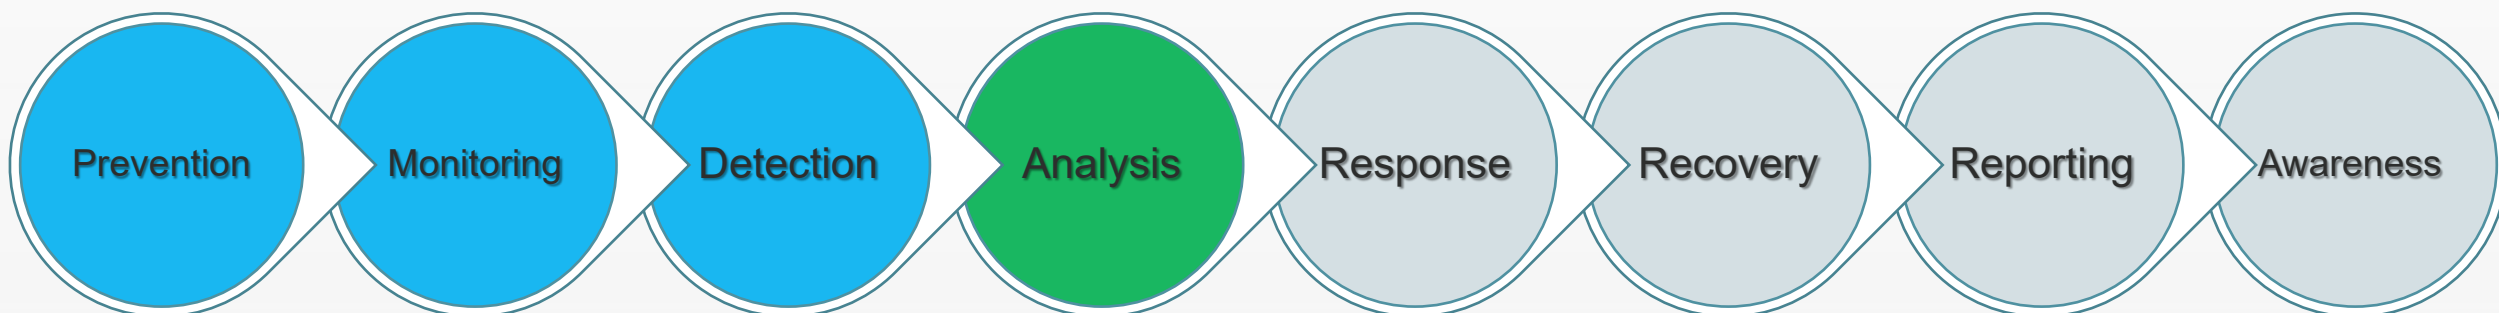 Prevention
Monitoring
Detection
Analysis
Response
Recovery
Reporting
Awareness